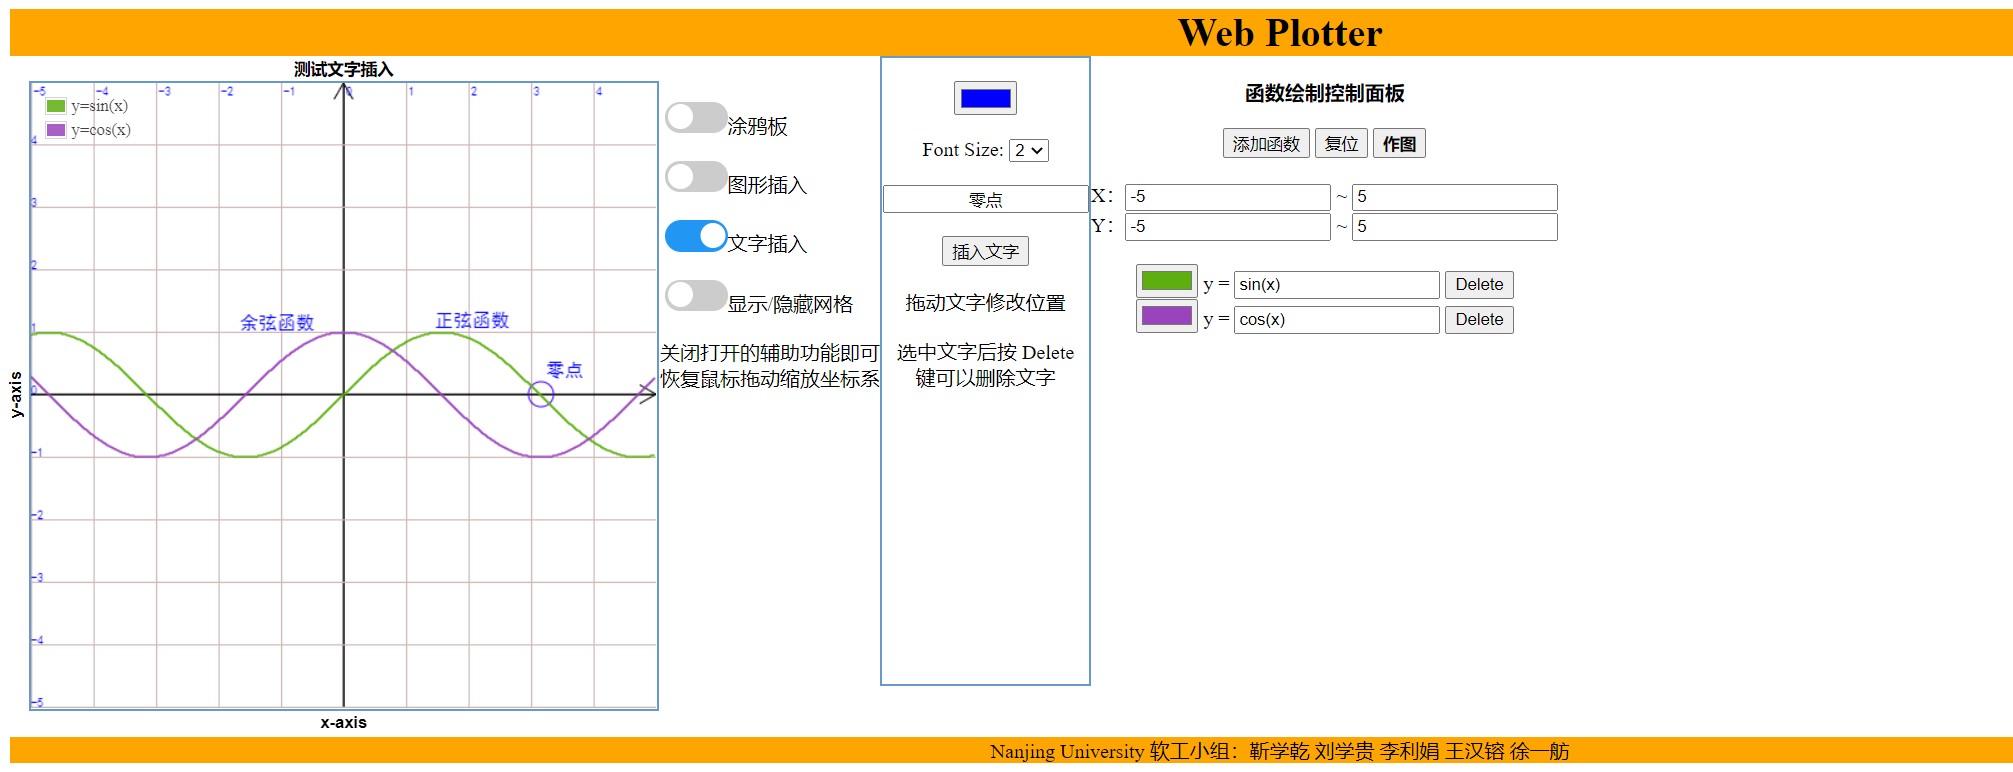 Web Plotter
测试文字插入
-5 -4 -3 -2 -1 0 1 2 3 4
y=sin(x)
y=cos(x)
4
3
2
1
0
-1
-2
-3
-4
-5
余弦函数
正弦函数
零点
y-axis
x-axis
涂鸦板
图形插入
文字插入
显示/隐藏网格
关闭打开的辅助功能即可
恢复鼠标拖动缩放坐标系
Font Size: 2
零点
插入文字
拖动文字修改位置
选中文字后按 Delete
键可以删除文字
函数绘制控制面板
添加函数 复位 作图
X： -5 ~ 5
Y： -5 ~ 5
y = sin(x) Delete
y = cos(x) Delete
Nanjing University 软工小组：靳学乾 刘学贵 李利娟 王汉镕 徐一舫